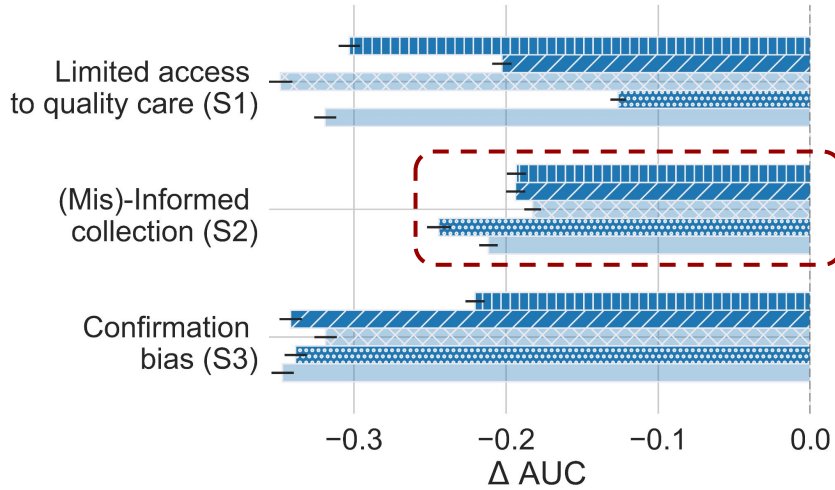 Limited access
to quality care (S1)
(Mis)-Informed
collection (S2)
Confirmation
bias (S3)
−0.3 −0.2 −0.1 0.0
Δ AUC